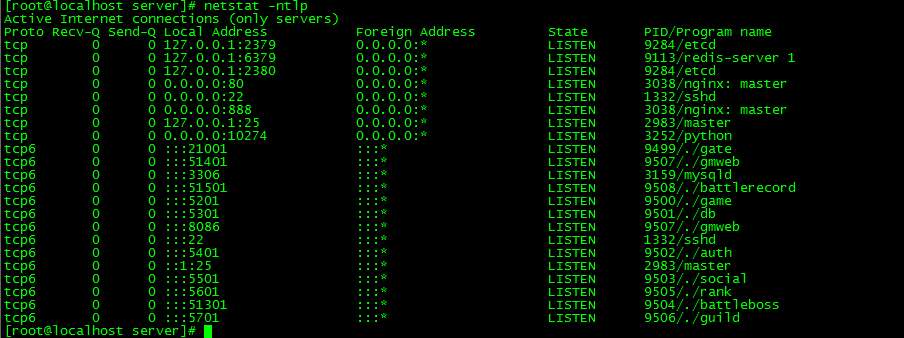 [root@localhost server]# netstat -ntlp
Active Internet connections (only servers)
Proto Recv-Q Send-Q Local Address           Foreign Address         State       PID/Program name
tcp        0      0 127.0.0.1:2379          0.0.0.0:*               LISTEN      9284/etcd
tcp        0      0 127.0.0.1:6379          0.0.0.0:*               LISTEN      9113/redis-server 1
tcp        0      0 127.0.0.1:2380          0.0.0.0:*               LISTEN      9284/etcd
tcp        0      0 0.0.0.0:80              0.0.0.0:*               LISTEN      3038/nginx: master
tcp        0      0 0.0.0.0:22              0.0.0.0:*               LISTEN      1332/sshd
tcp        0      0 0.0.0.0:888             0.0.0.0:*               LISTEN      3038/nginx: master
tcp        0      0 127.0.0.1:25            0.0.0.0:*               LISTEN      2983/master
tcp        0      0 0.0.0.0:10274           0.0.0.0:*               LISTEN      3252/python
tcp6       0      0 :::21001                :::*                    LISTEN      9499/./gate
tcp6       0      0 :::51401                :::*                    LISTEN      9507/./gmweb
tcp6       0      0 :::3306                 :::*                    LISTEN      3159/mysqld
tcp6       0      0 :::51501                :::*                    LISTEN      9508/./battlerecord
tcp6       0      0 :::5201                 :::*                    LISTEN      9500/./game
tcp6       0      0 :::5301                 :::*                    LISTEN      9501/./db
tcp6       0      0 :::8086                 :::*                    LISTEN      9507/./gmweb
tcp6       0      0 :::22                   :::*                    LISTEN      1332/sshd
tcp6       0      0 :::5401                 :::*                    LISTEN      9502/./auth
tcp6       0      0 ::1:25                  :::*                    LISTEN      2983/master
tcp6       0      0 :::5501                 :::*                    LISTEN      9503/./social
tcp6       0      0 :::5601                 :::*                    LISTEN      9505/./rank
tcp6       0      0 :::51301                :::*                    LISTEN      9504/./battleboss
tcp6       0      0 :::5701                 :::*                    LISTEN      9506/./guild
[root@localhost server]#